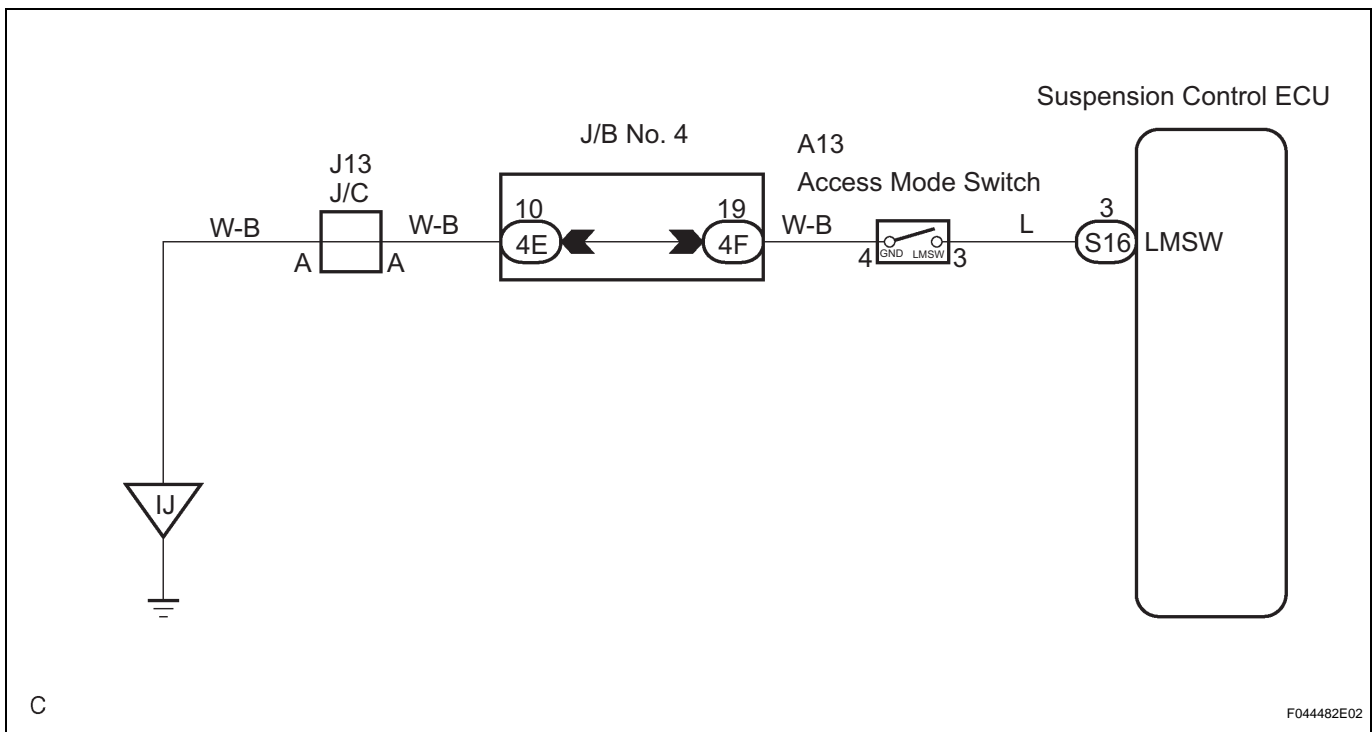 Suspension Control ECU
J/B No. 4
A13
Access Mode Switch
J13
J/C
W-B
W-B
10
19
W-B
L
3
4E
4F
GND
LMSW
S16
LMSW
A
A
4
3
IJ
C
F044482E02